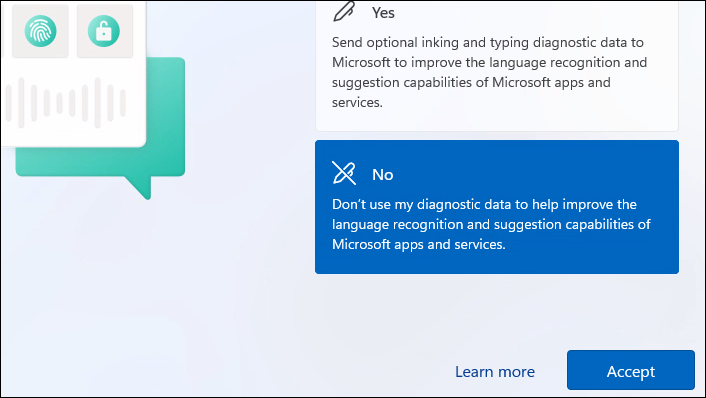 Yes
Send optional inking and typing diagnostic data to
Microsoft to improve the language recognition and
suggestion capabilities of Microsoft apps and
services.
No
Don't use my diagnostic data to help improve the
language recognition and suggestion capabilities of
Microsoft apps and services.
Learn more
Accept